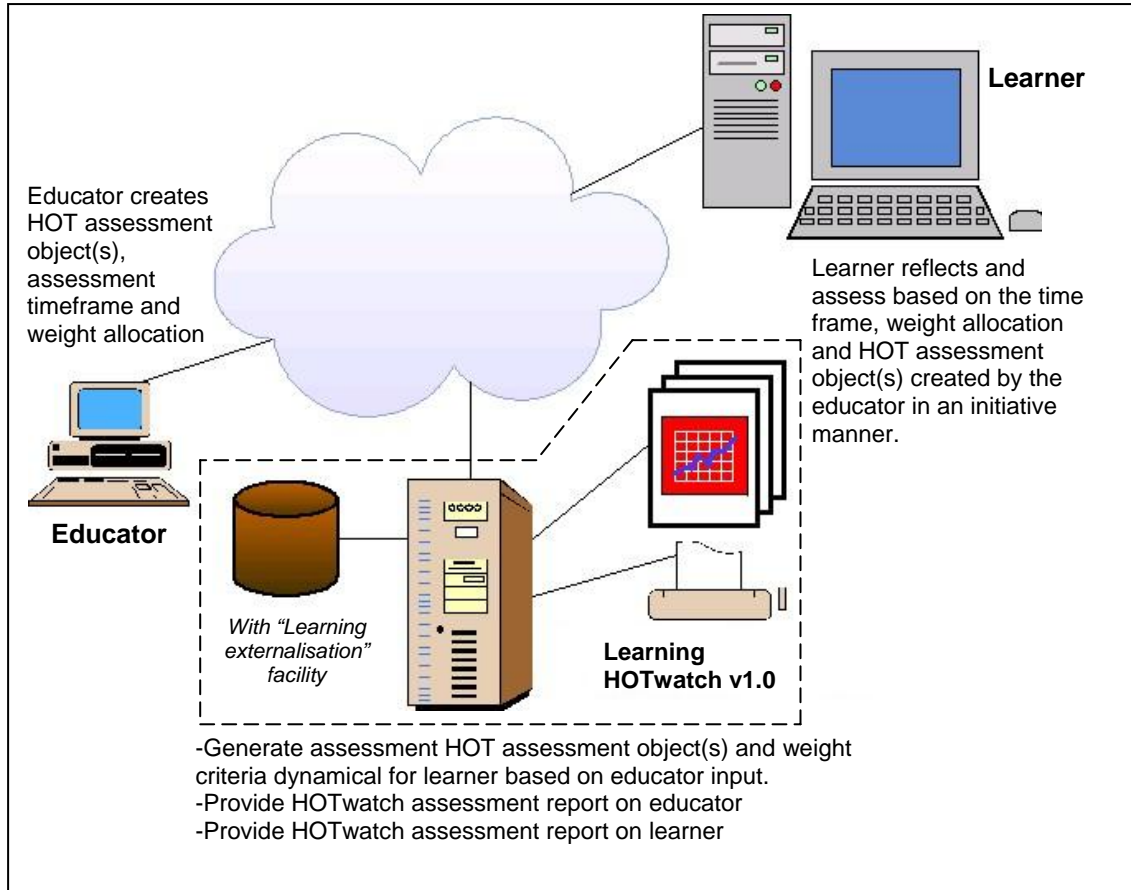 Learner
Educator creates
HOT assessment
object(s),
assessment
timeframe and
weight allocation
Learner reflects and
assess based on the time
frame, weight allocation
and HOT assessment
object(s) created by the
educator in an initiative
manner.
Educator
With “Learning
externalisation”
facility
Learning
HOTwatch v1.0
-Generate assessment HOT assessment object(s) and weight
criteria dynamical for learner based on educator input.
-Provide HOTwatch assessment report on educator
-Provide HOTwatch assessment report on learner